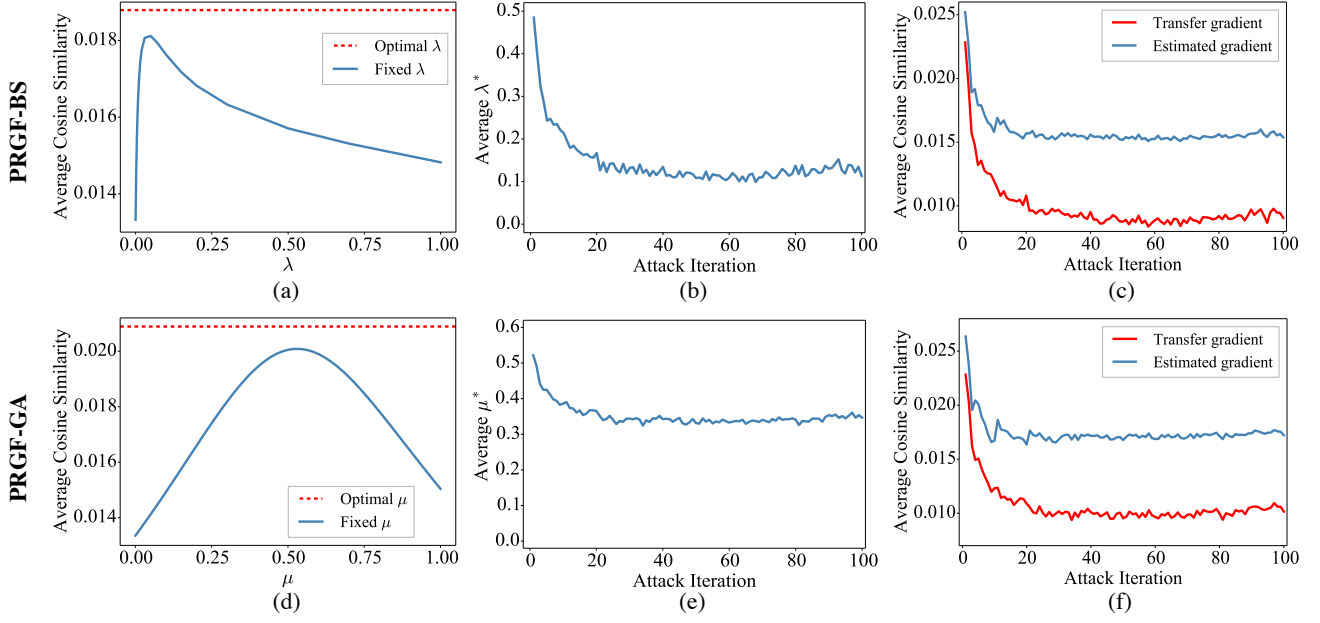 PRGF-BS
Average Cosine Similarity
0.018
0.016
0.014
0.00
0.25
0.50
0.75
1.00
λ
Optimal λ
Fixed λ
(a)
Average λ*
0.5
0.4
0.3
0.2
0.1
0.0
0
20
40
60
80
100
Attack Iteration
(b)
Average Cosine Similarity
0.025
0.020
0.015
0.010
0
20
40
60
80
100
Attack Iteration
Transfer gradient
Estimated gradient
(c)
PRGF-GA
Average Cosine Similarity
0.020
0.018
0.016
0.014
0.00
0.25
0.50
0.75
1.00
μ
Optimal μ
Fixed μ
(d)
Average μ*
0.6
0.5
0.4
0.3
0.2
0.1
0.0
0
20
40
60
80
100
Attack Iteration
(e)
Average Cosine Similarity
0.025
0.020
0.015
0.010
0
20
40
60
80
100
Attack Iteration
Transfer gradient
Estimated gradient
(f)